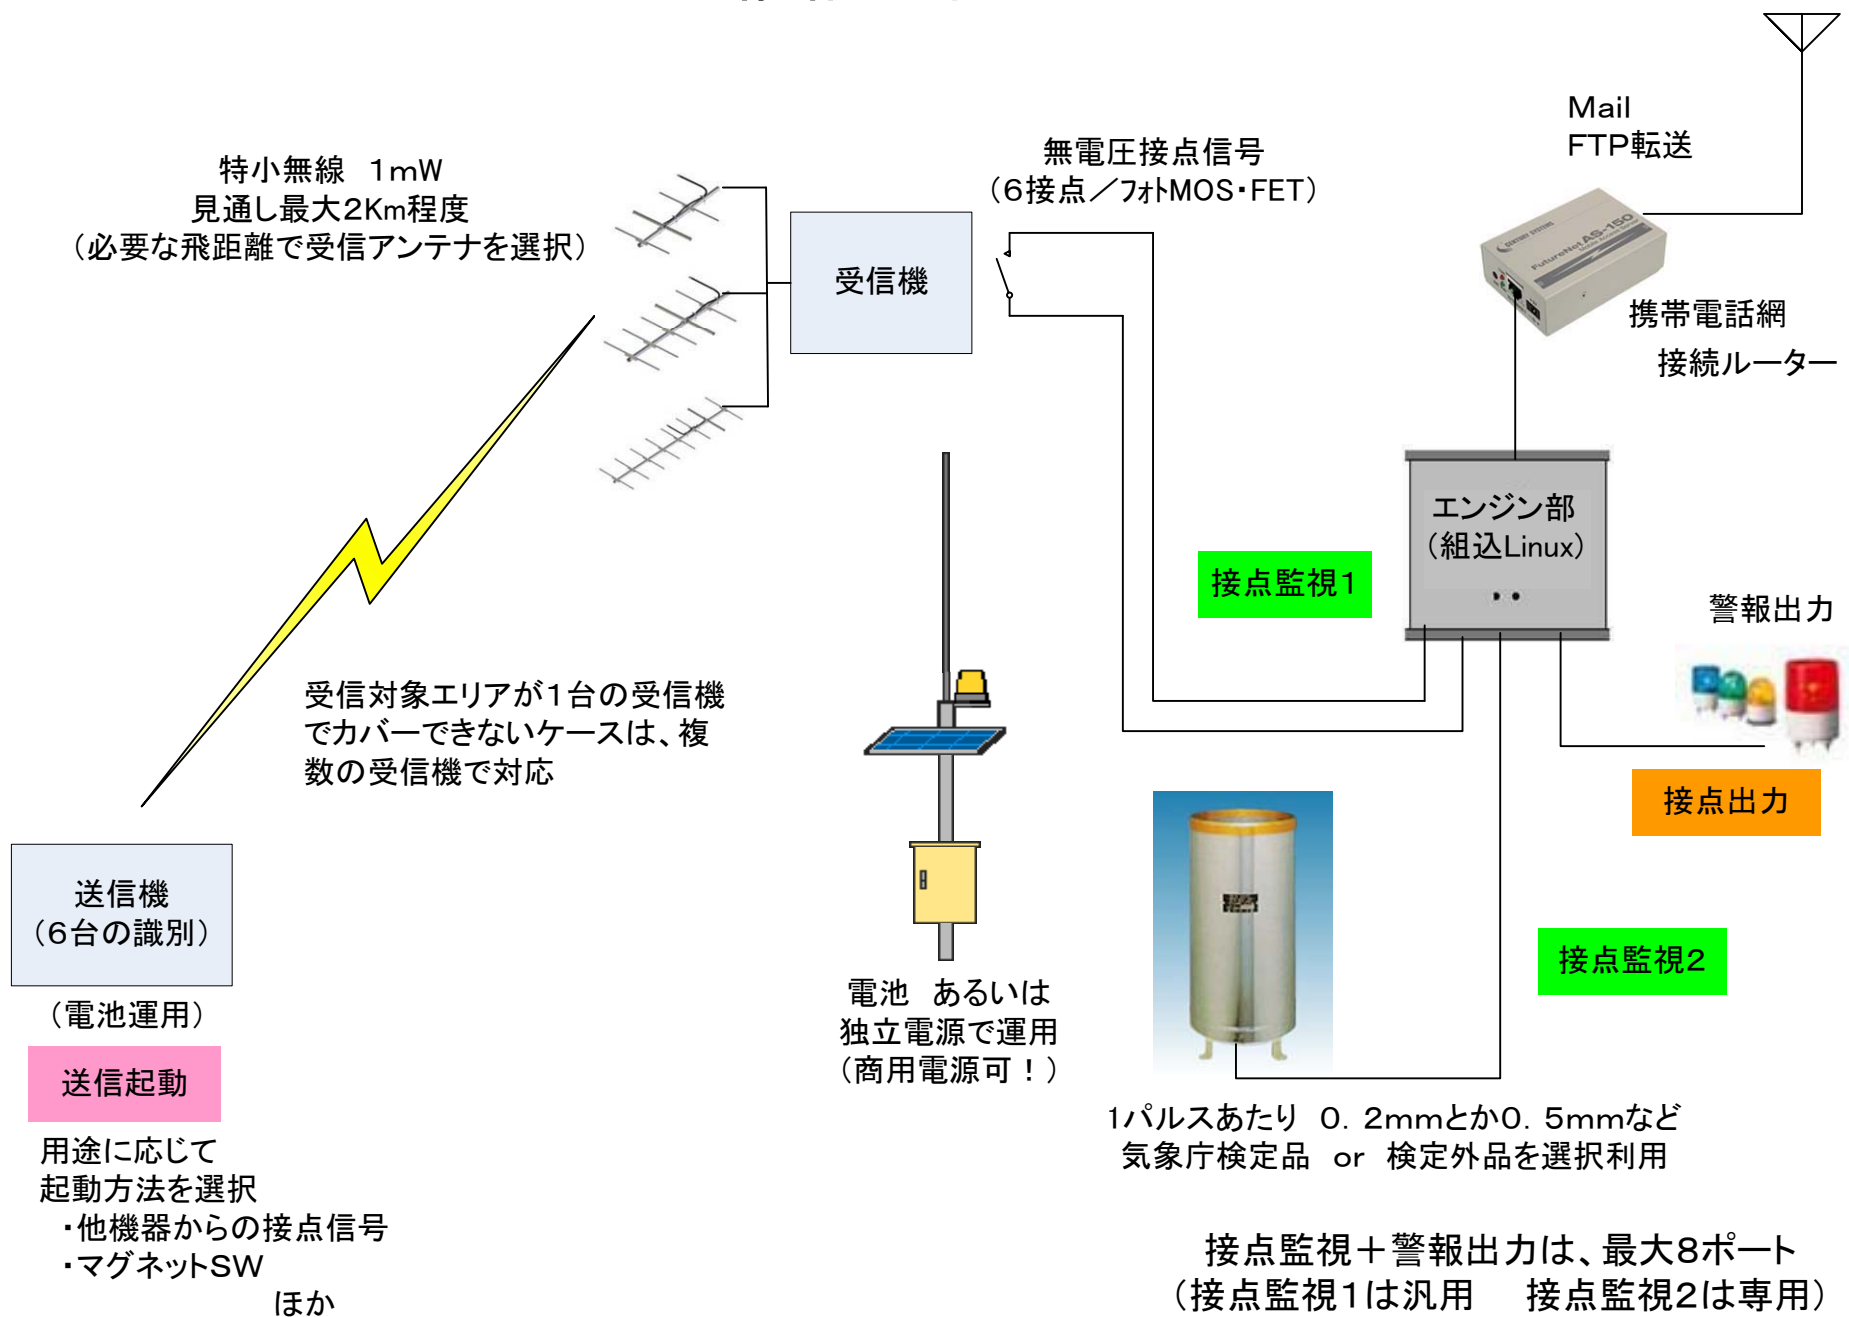 特小無線　1mW
見通し最大2Km程度
（必要な飛距離で受信アンテナを選択）
受信機
無電圧接点信号
（6接点／フォトMOS・FET）
Mail
FTP転送
CENTURY SYSTEMS
FutureNet AS-150
Mobile Access Server
携帯電話網
接続ルーター
エンジン部
（組込Linux）
接点監視1
警報出力
接点出力
受信対象エリアが1台の受信機
でカバーできないケースは、複
数の受信機で対応
送信機
（6台の識別）
（電池運用）
送信起動
用途に応じて
起動方法を選択
・他機器からの接点信号
・マグネットSW
ほか
電池　あるいは
独立電源で運用
（商用電源可！）
接点監視2
1パルスあたり　0．2mmとか0．5mmなど
気象庁検定品　or　検定外品を選択利用
接点監視＋警報出力は、最大8ポート
（接点監視1は汎用　接点監視2は専用）